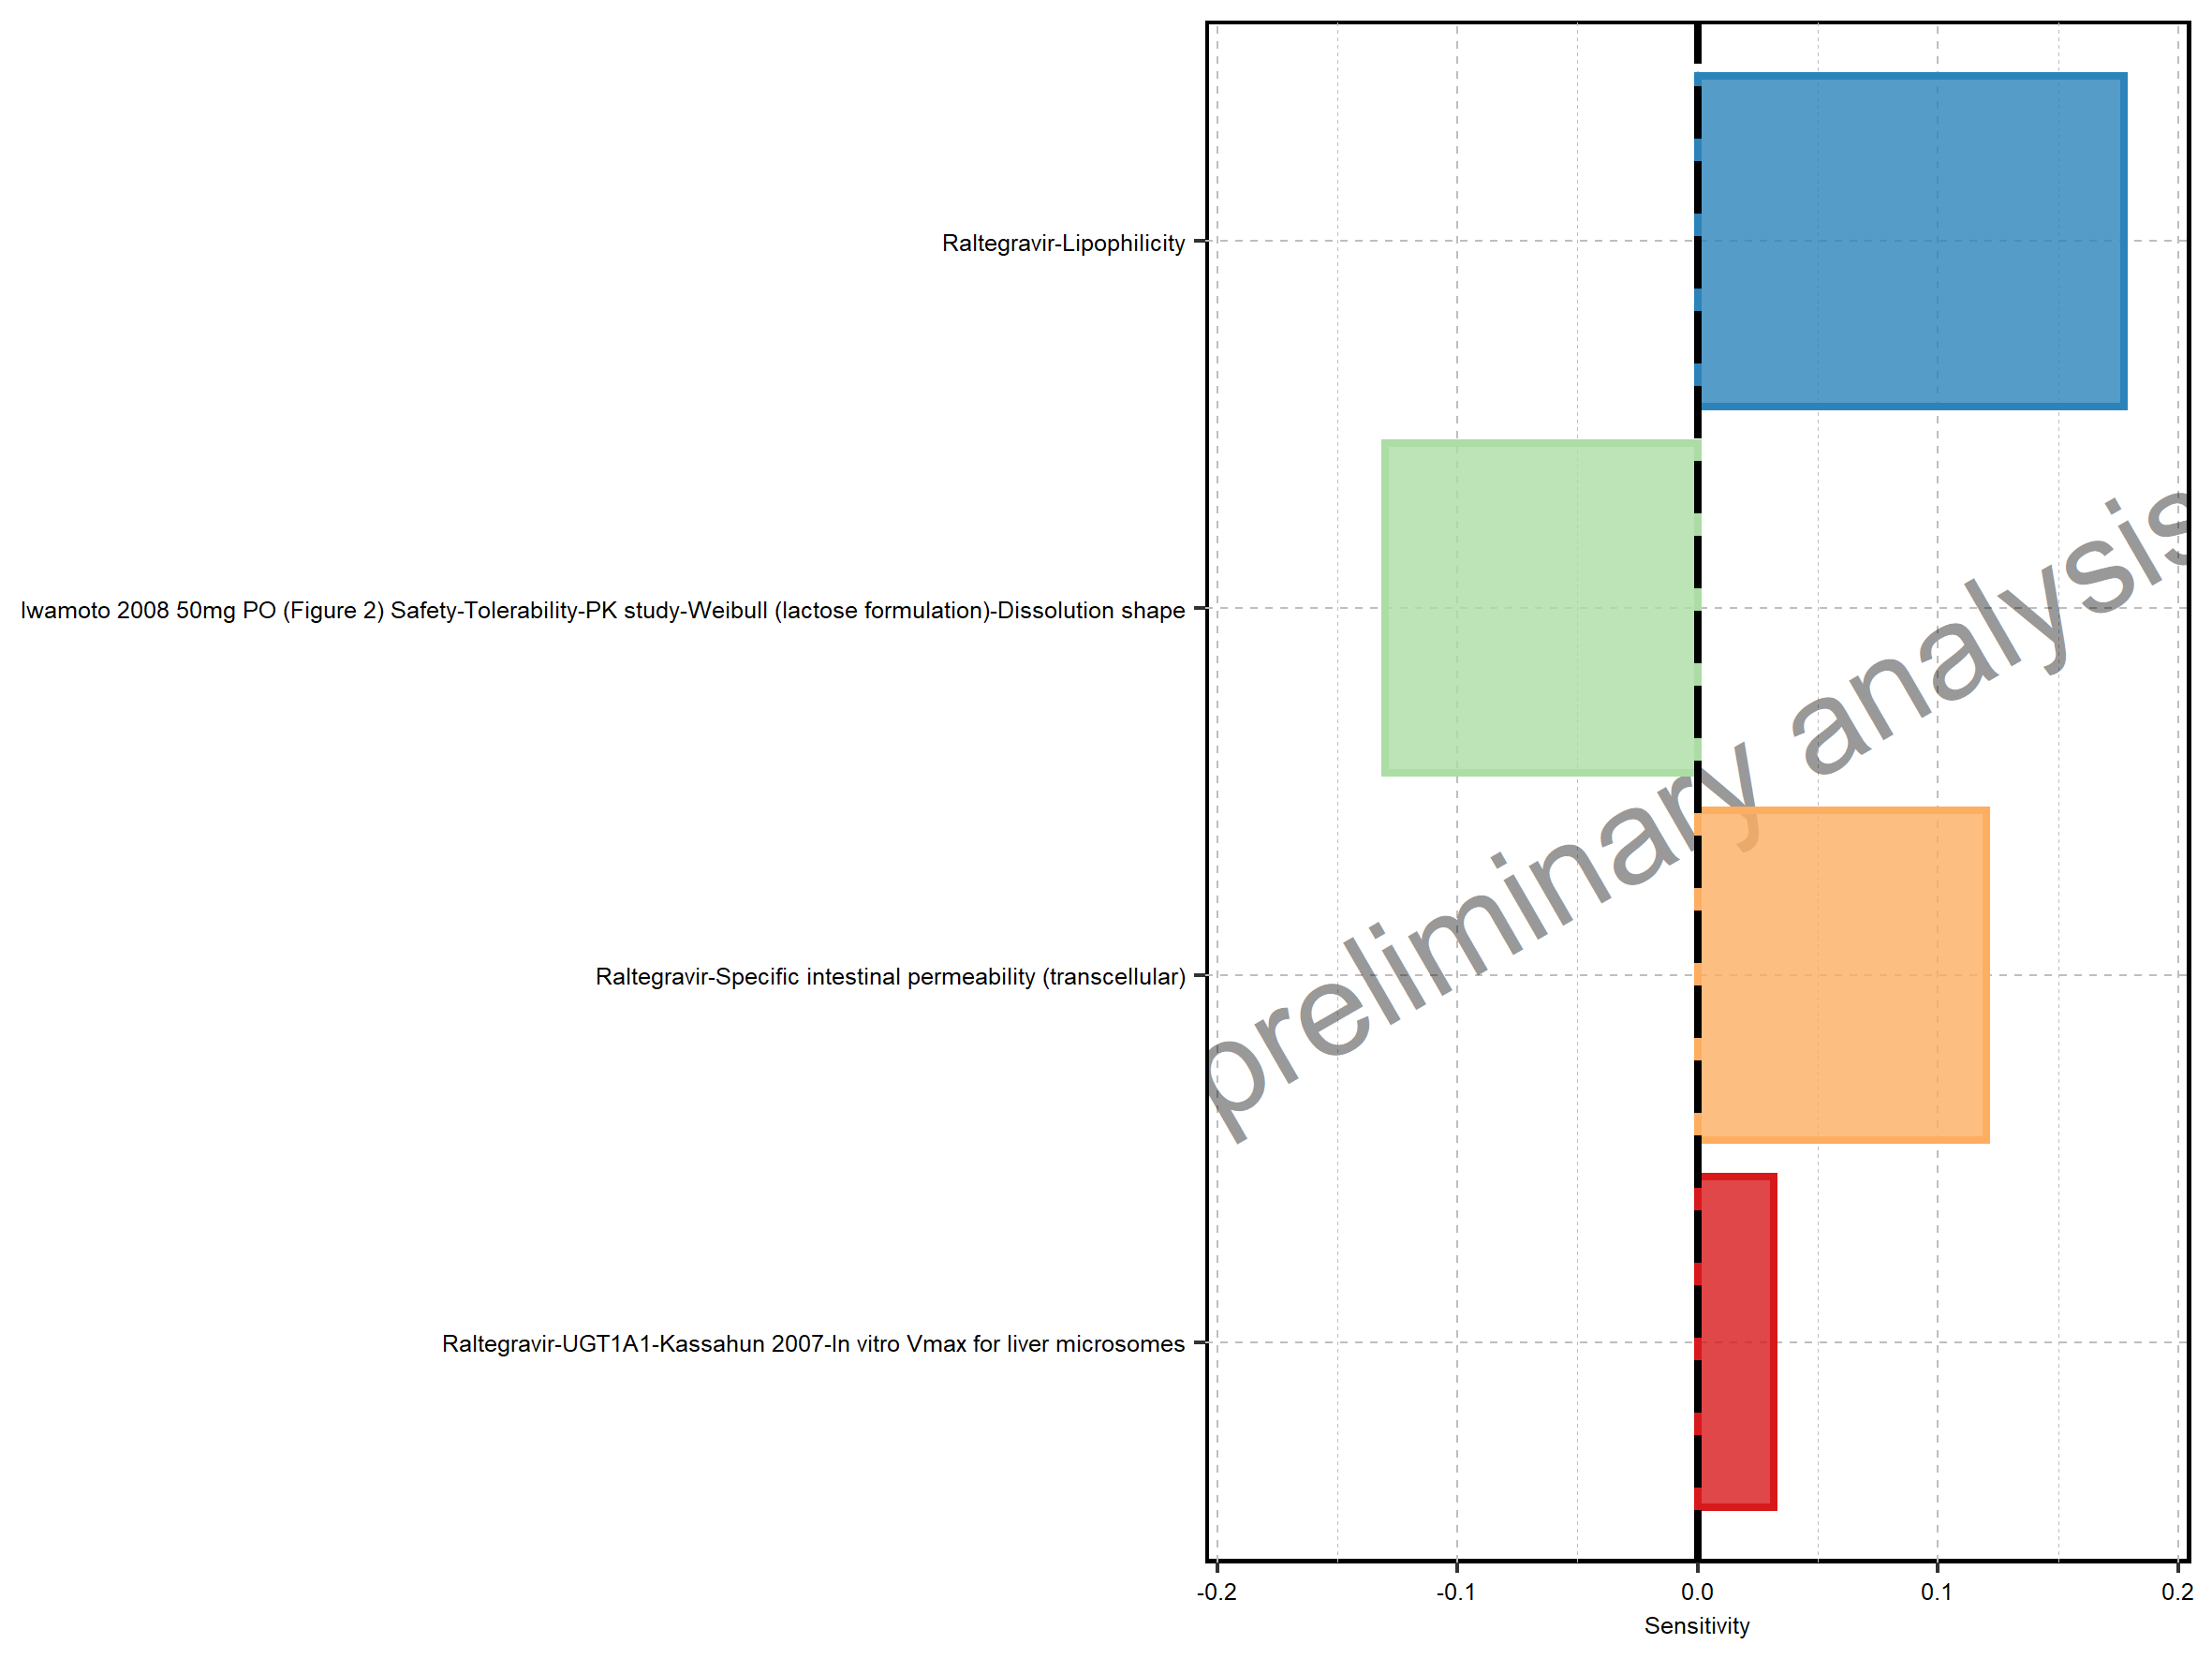 Raltegravir-Lipophilicity
Iwamoto 2008 50mg PO (Figure 2) Safety-Tolerability-PK study-Weibull (lactose formulation)-Dissolution shape
Raltegravir-Specific intestinal permeability (transcellular)
Raltegravir-UGT1A1-Kassahun 2007-In vitro Vmax for liver microsomes
preliminary analysis
-0.2 -0.1 0.0 0.1 0.2
Sensitivity